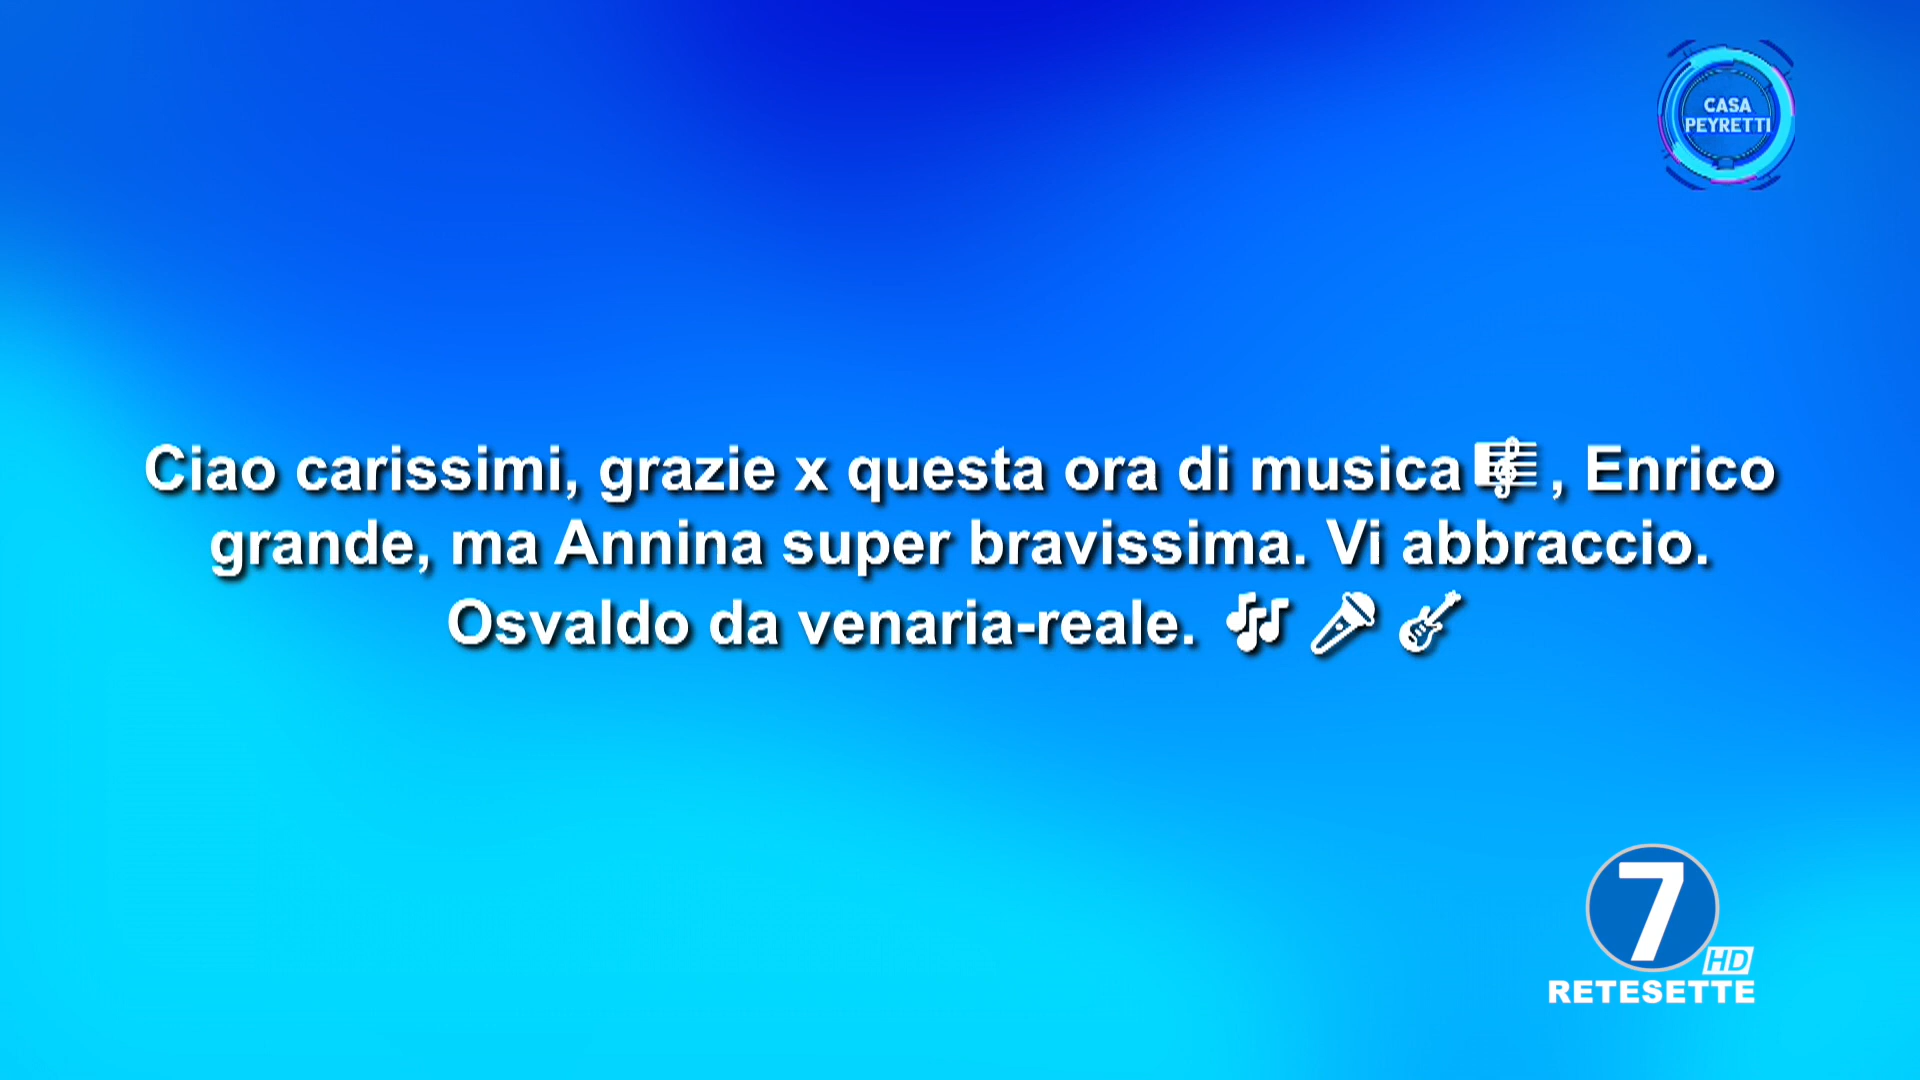 CASA
PEYRETTI
Ciao carissimi, grazie x questa ora di musica🎼, Enrico
grande, ma Annina super bravissima. Vi abbraccio.
Osvaldo da venaria-reale. 🎶 🎤 🎸
7
HD
RETESETTE